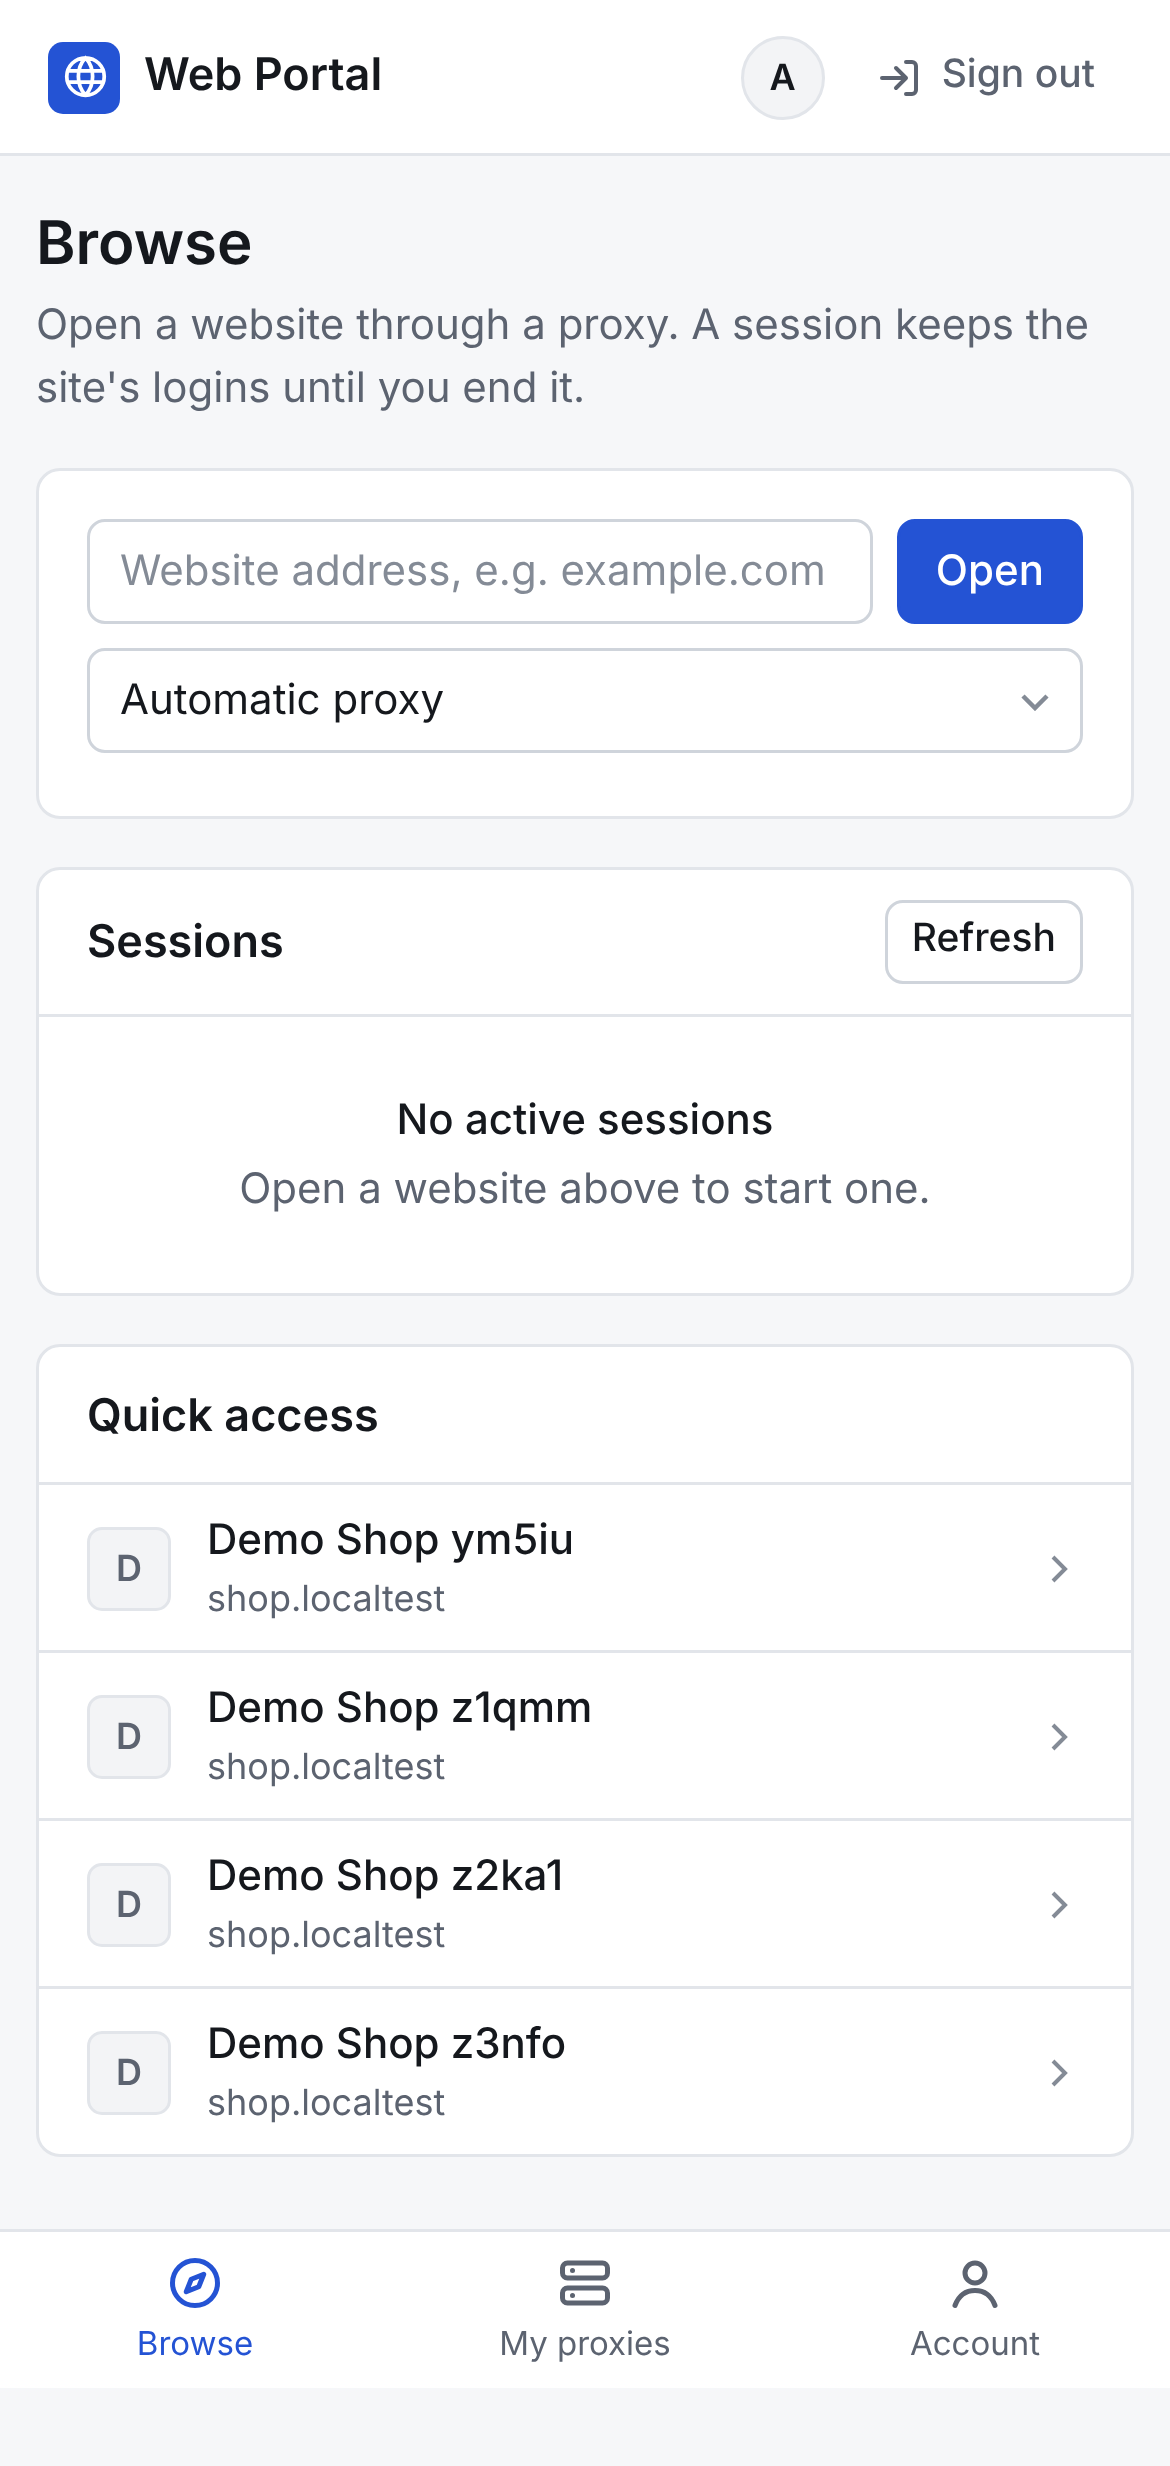 Web Portal
A
Sign out
Browse
Open a website through a proxy. A session keeps the
site's logins until you end it.
Website address, e.g. example.com
Open
Automatic proxy
Sessions
Refresh
No active sessions
Open a website above to start one.
Quick access
D
Demo Shop ym5iu
shop.localtest
D
Demo Shop z1qmm
shop.localtest
D
Demo Shop z2ka1
shop.localtest
D
Demo Shop z3nfo
shop.localtest
Browse
My proxies
Account